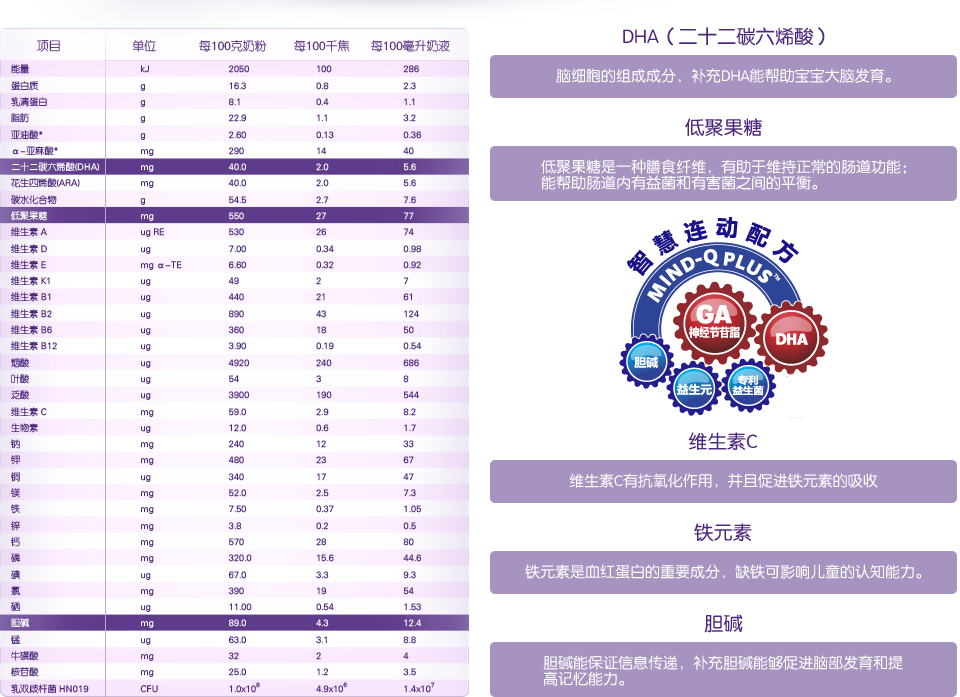 项目 单位 每100克奶粉 每100千焦 每100毫升奶液
能量 kJ 2050 100 286
蛋白质 g 16.3 0.8 2.3
乳清蛋白 g 8.1 0.4 1.1
脂肪 g 22.9 1.1 3.2
亚油酸* g 2.60 0.13 0.36
α-亚麻酸* mg 290 14 40
二十二碳六烯酸(DHA) mg 40.0 2.0 5.6
花生四烯酸(ARA) mg 40.0 2.0 5.6
碳水化合物 g 54.5 2.7 7.6
低聚果糖 mg 550 27 77
维生素 A ug RE 530 26 74
维生素 D ug 7.00 0.34 0.98
维生素 E mg α-TE 6.60 0.32 0.92
维生素 K1 ug 49 2 7
维生素 B1 ug 440 21 61
维生素 B2 ug 890 43 124
维生素 B6 ug 360 18 50
维生素 B12 ug 3.90 0.19 0.54
烟酸 ug 4920 240 686
叶酸 ug 54 3 8
泛酸 ug 3900 190 544
维生素 C mg 59.0 2.9 8.2
生物素 ug 12.0 0.6 1.7
钠 mg 240 12 33
钾 mg 480 23 67
铜 ug 340 17 47
镁 mg 52.0 2.5 7.3
铁 mg 7.50 0.37 1.05
锌 mg 3.8 0.2 0.5
钙 mg 570 28 80
磷 mg 320.0 15.6 44.6
碘 ug 67.0 3.3 9.3
氯 mg 390 19 54
硒 ug 11.00 0.54 1.53
胆碱 mg 89.0 4.3 12.4
锰 ug 63.0 3.1 8.8
牛磺酸 mg 32 2 4
核苷酸 mg 25.0 1.2 3.5
乳双歧杆菌 HN019 CFU 1.0x10⁸ 4.9x10⁶ 1.4x10⁷
DHA（二十二碳六烯酸）
脑细胞的组成成分，补充DHA能帮助宝宝大脑发育。
低聚果糖
低聚果糖是一种膳食纤维，有助于维持正常的肠道功能；
能帮助肠道内有益菌和有害菌之间的平衡。
智慧连动配方
MIND-Q PLUS™
GA
神经节苷脂
DHA
胆碱
益生元
专利
益生菌
维生素C
维生素C有抗氧化作用，并且促进铁元素的吸收
铁元素
铁元素是血红蛋白的重要成分，缺铁可影响儿童的认知能力。
胆碱
胆碱能保证信息传递，补充胆碱能够促进脑部发育和提
高记忆能力。